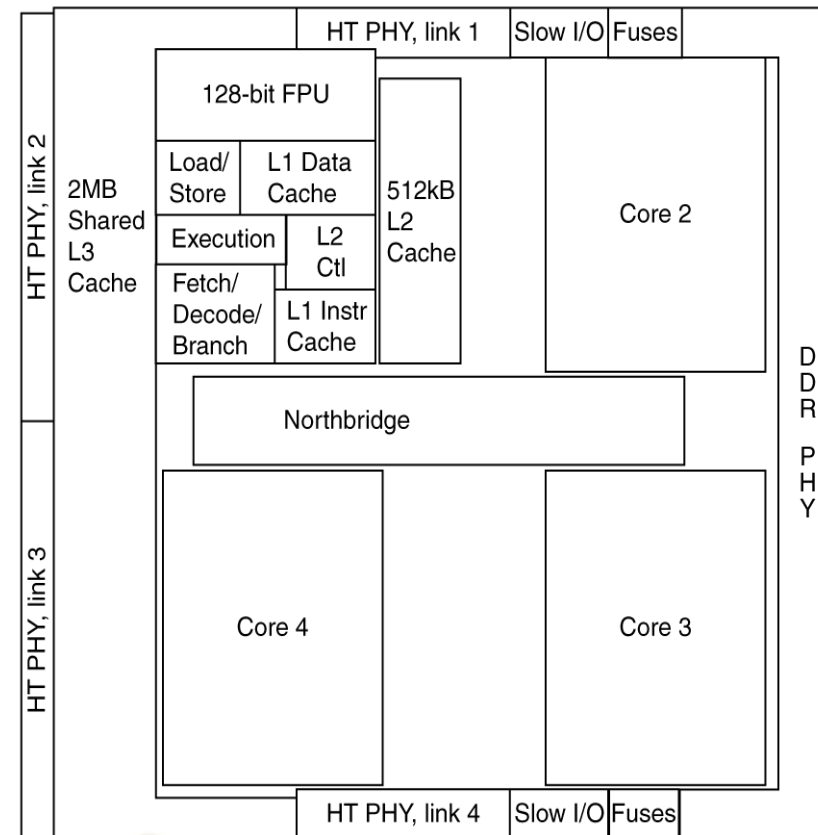 HT PHY, link 1
Slow I/O
Fuses
HT PHY, link 2
2MB
Shared
L3
Cache
128-bit FPU
Load/
Store
L1 Data
Cache
Execution
L2
Ctl
Fetch/
Decode/
Branch
L1 Instr
Cache
512kB
L2
Cache
Core 2
Northbridge
D
D
R
P
H
Y
HT PHY, link 3
Core 4
Core 3
HT PHY, link 4
Slow I/O
Fuses